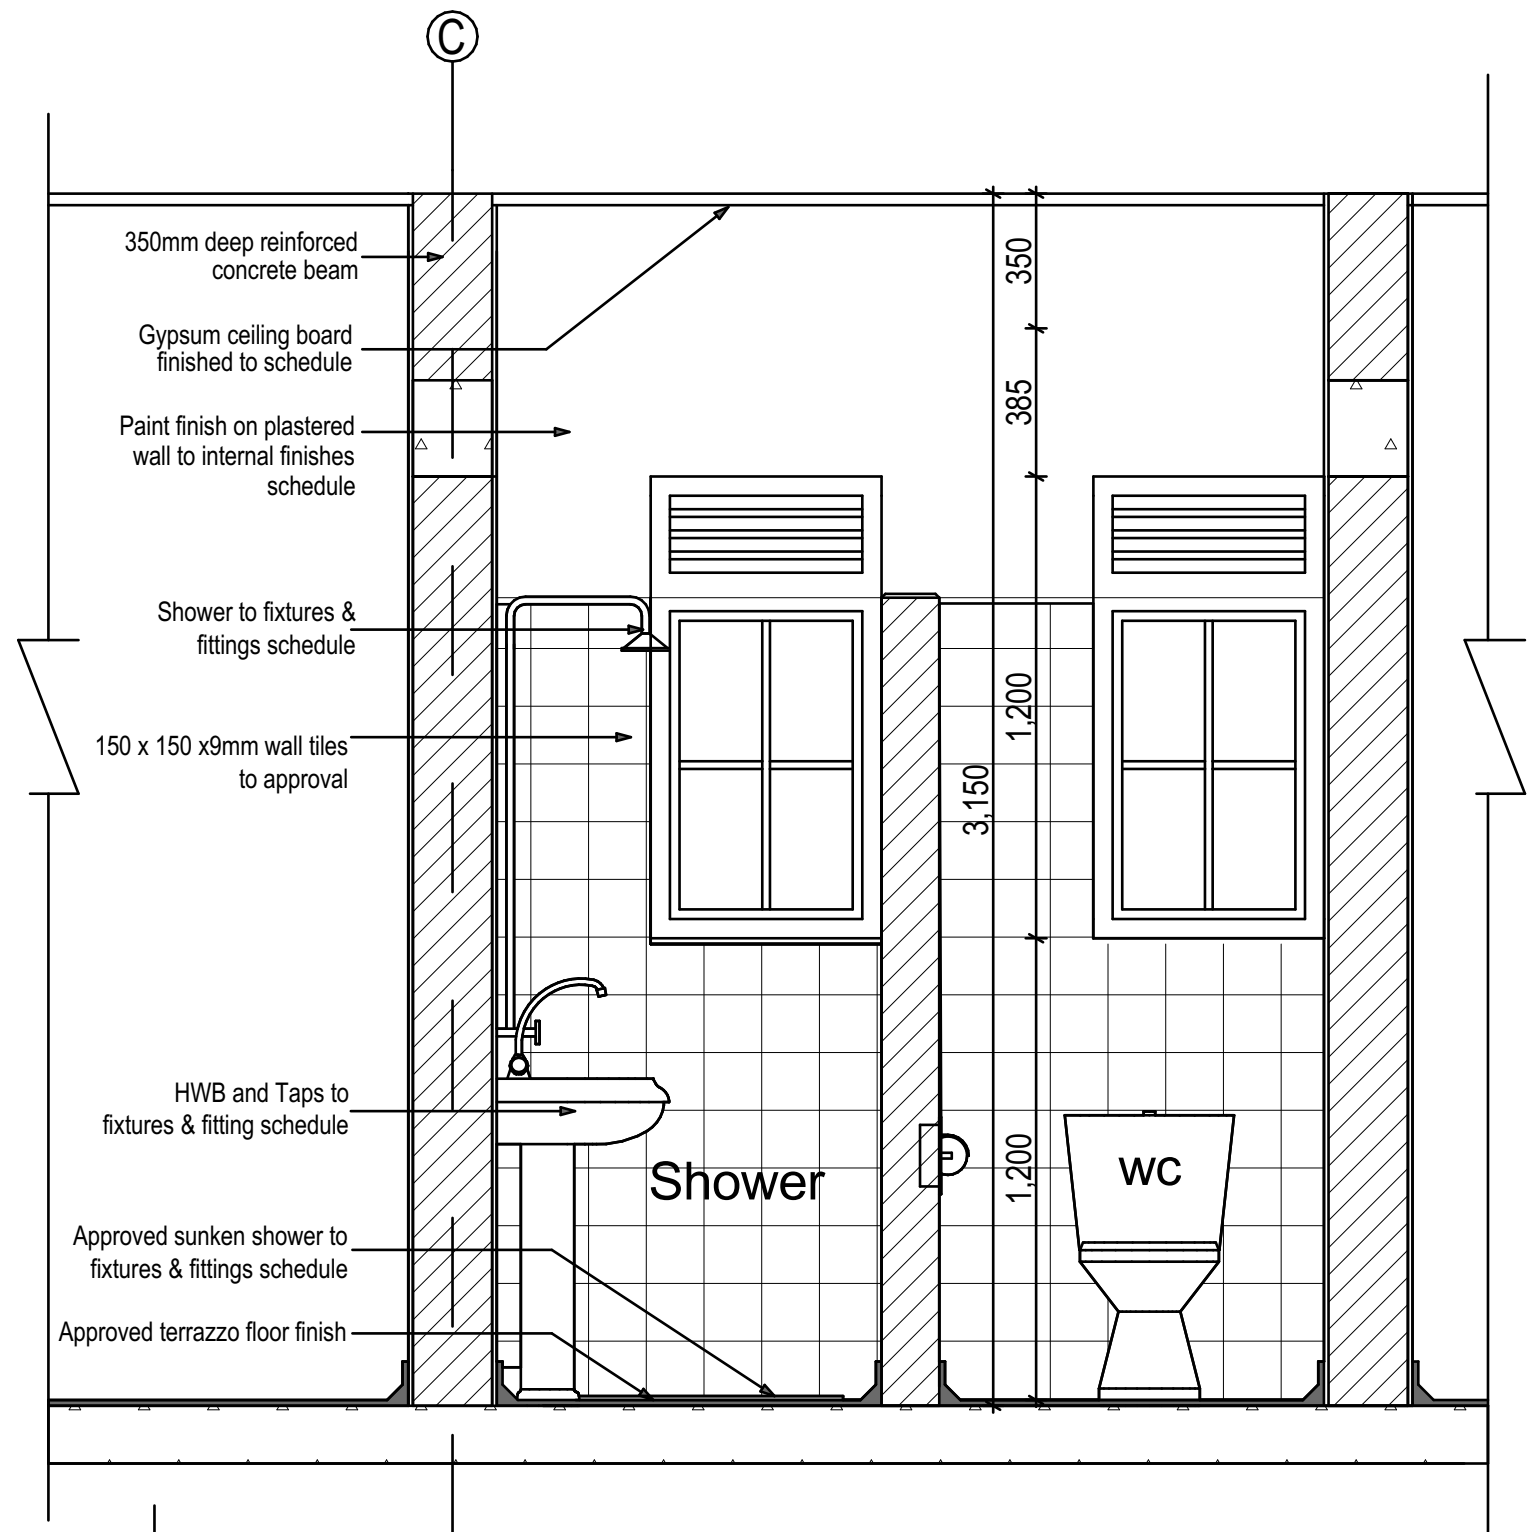 C
350mm deep reinforced
concrete beam
Gypsum ceiling board
finished to schedule
Paint finish on plastered
wall to internal finishes
schedule
Shower to fixtures &
fittings schedule
150 x 150 x9mm wall tiles
to approval
HWB and Taps to
fixtures & fitting schedule
Approved sunken shower to
fixtures & fittings schedule
Approved terrazzo floor finish
Shower
wc
3,150
350
385
1,200
1,200